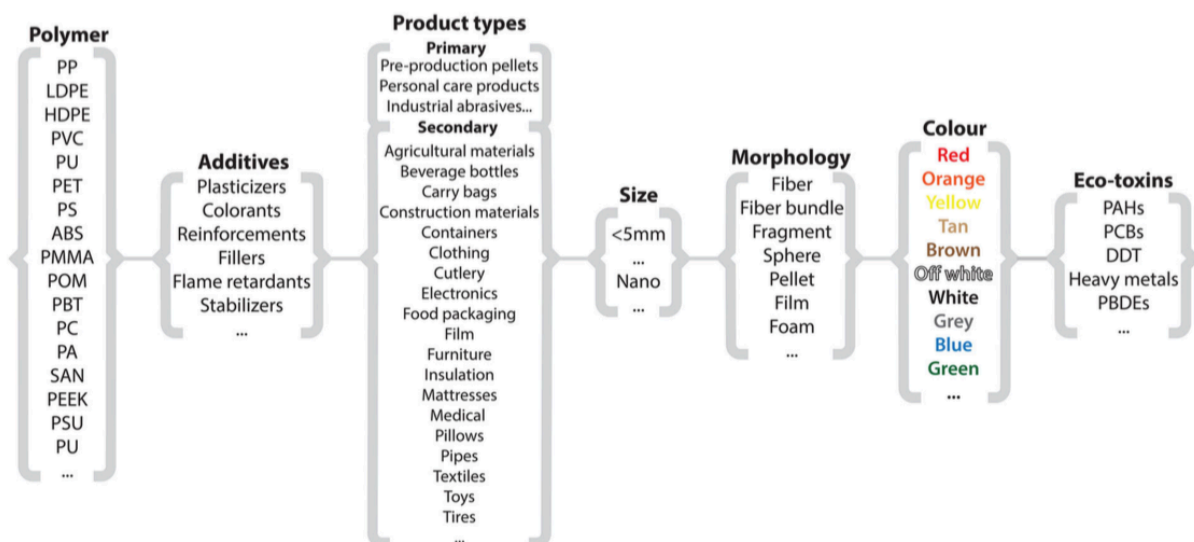 Polymer
PP
LDPE
HDPE
PVC
PU
PET
PS
ABS
PMMA
POM
PBT
PC
PA
SAN
PEEK
PSU
PU
...
Additives
Plasticizers
Colorants
Reinforcements
Fillers
Flame retardants
Stabilizers
...
Product types
Primary
Pre-production pellets
Personal care products
Industrial abrasives...
Secondary
Agricultural materials
Beverage bottles
Carry bags
Construction materials
Containers
Clothing
Cutlery
Electronics
Food packaging
Film
Furniture
Insulation
Mattresses
Medical
Pillows
Pipes
Textiles
Toys
Tires
...
Size
<5mm
...
Nano
...
Morphology
Fiber
Fiber bundle
Fragment
Sphere
Pellet
Film
Foam
...
Colour
Red
Orange
Yellow
Tan
Brown
Off white
White
Grey
Blue
Green
...
Eco-toxins
PAHs
PCBs
DDT
Heavy metals
PBDEs
...